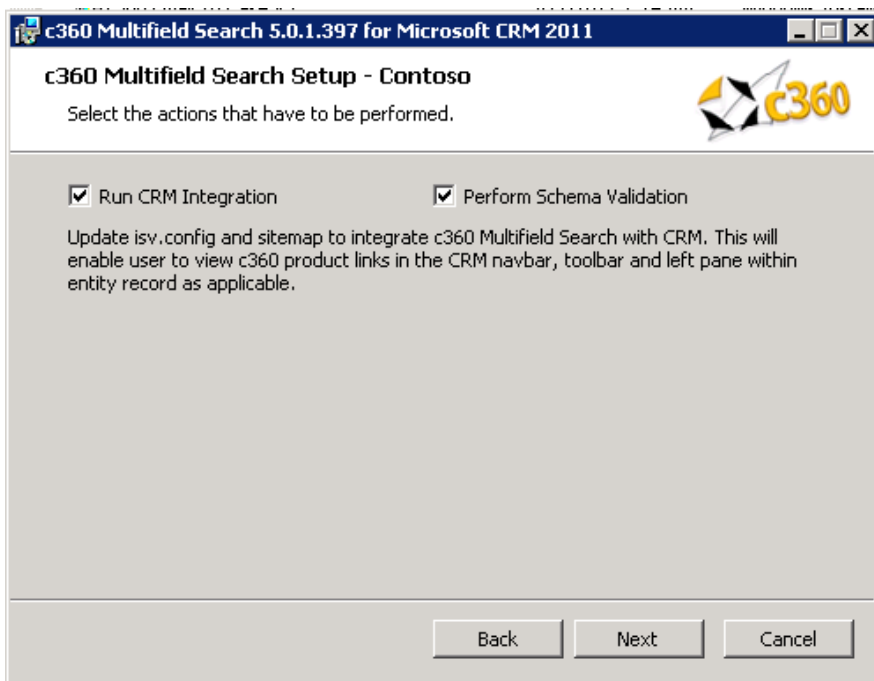 c360 Multifield Search 5.0.1.397 for Microsoft CRM 2011
c360 Multifield Search Setup - Contoso
Select the actions that have to be performed.
c360
Run CRM Integration
Perform Schema Validation
Update isv.config and sitemap to integrate c360 Multifield Search with CRM. This will
enable user to view c360 product links in the CRM navbar, toolbar and left pane within
entity record as applicable.
Back
Next
Cancel